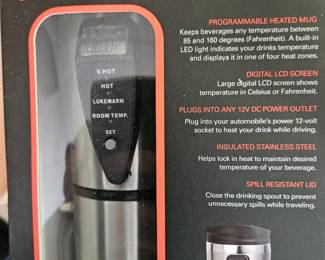 V.HOT
HOT
LUKEWARM
ROOM TEMP.
SET
PROGRAMMABLE HEATED MUG
Keeps beverages any temperature between
85 and 160 degrees (Fahrenheit). A built-in
LED light indicates your drinks temperature
and displays it in one of four heat zones.
DIGITAL LCD SCREEN
Large digital LCD screen shows
temperature in Celsius or Fahrenheit.
PLUGS INTO ANY 12V DC POWER OUTLET
Plug into your automobile's power 12-volt
socket to heat your drink while driving.
INSULATED STAINLESS STEEL
Helps lock in heat to maintain desired
temperature of your beverage.
SPILL RESISTANT LID
Close the drinking spout to prevent
unnecessary spills while traveling.